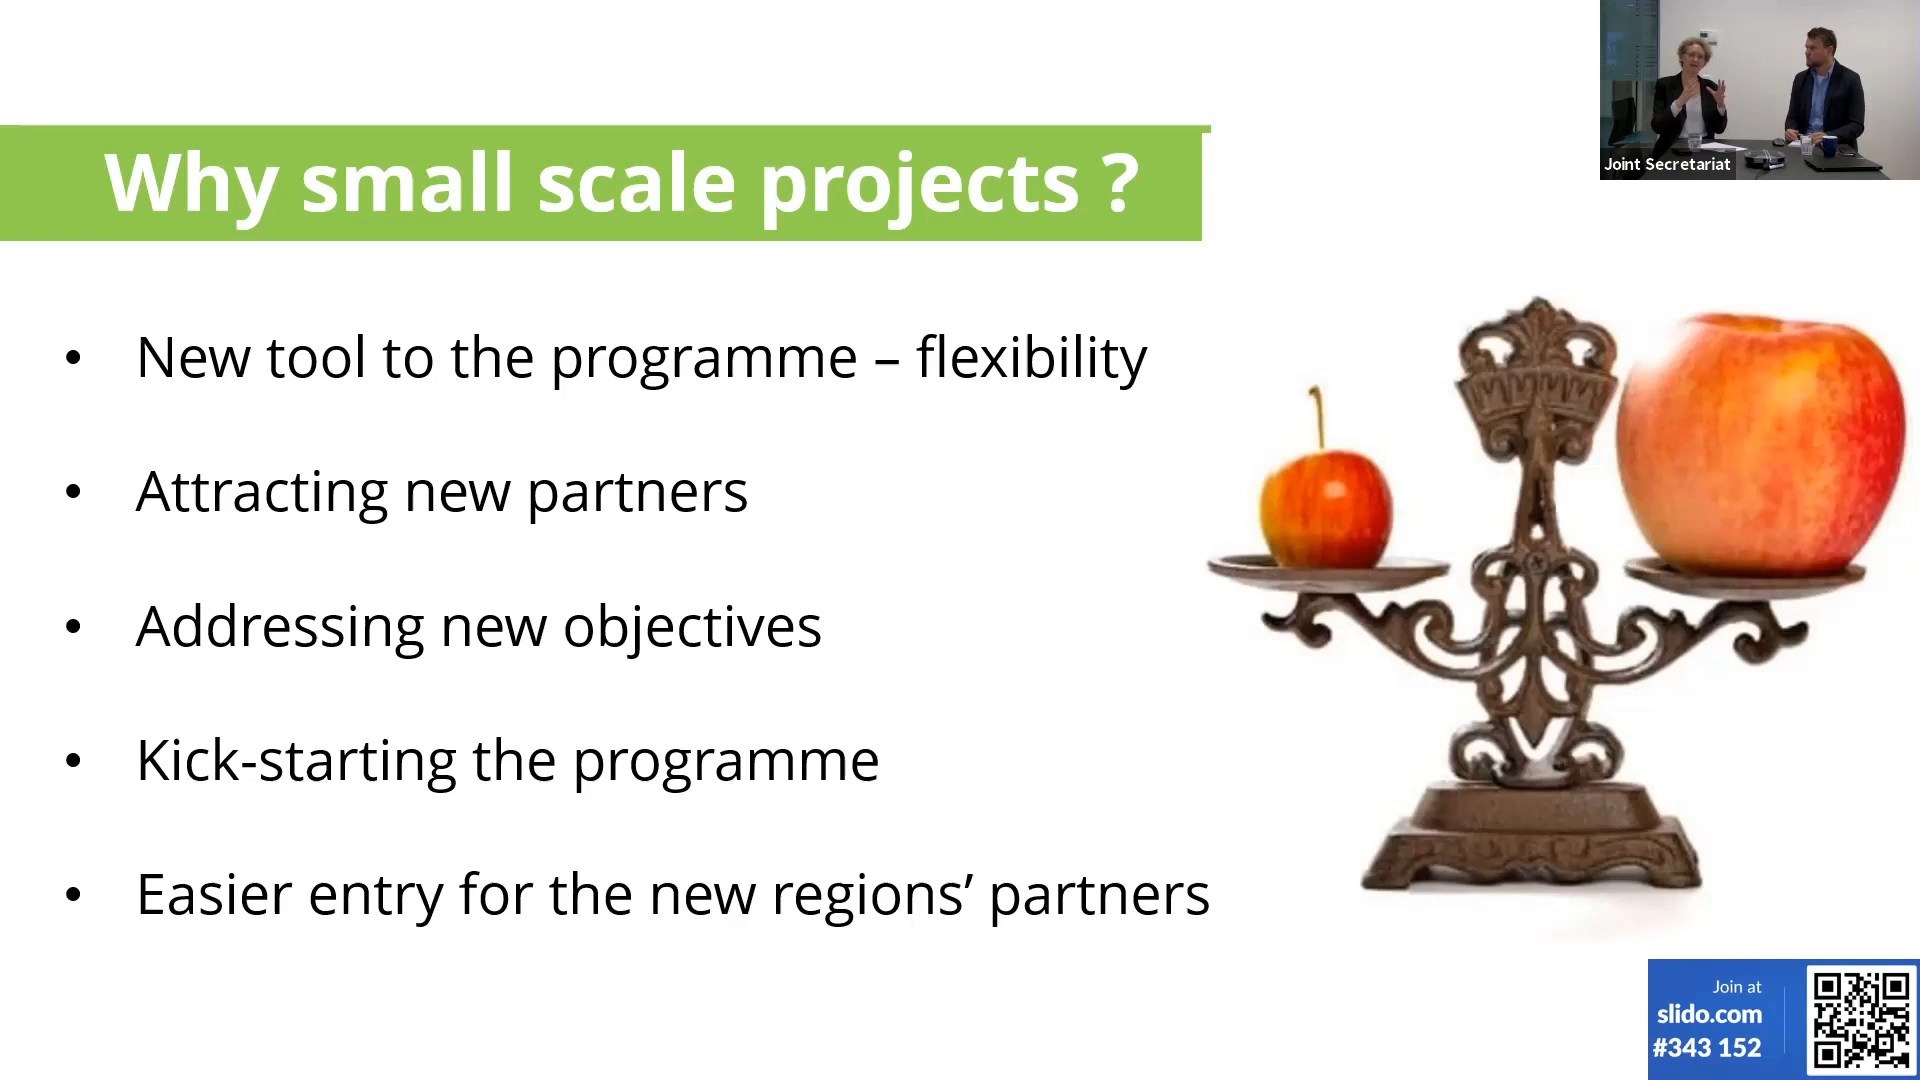 Joint Secretariat
Why small scale projects ?
• New tool to the programme – flexibility
• Attracting new partners
• Addressing new objectives
• Kick-starting the programme
• Easier entry for the new regions’ partners
Join at
slido.com
#343 152